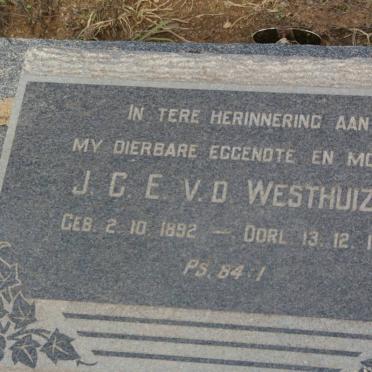 IN TERE HERINNERING AAN
MY DIERBARE EGGENOTE EN MO
J. C. E. V. D. WESTHUIZ
GEB. 2. 10. 1892 — OORL. 13. 12. 1
PS. 84:1